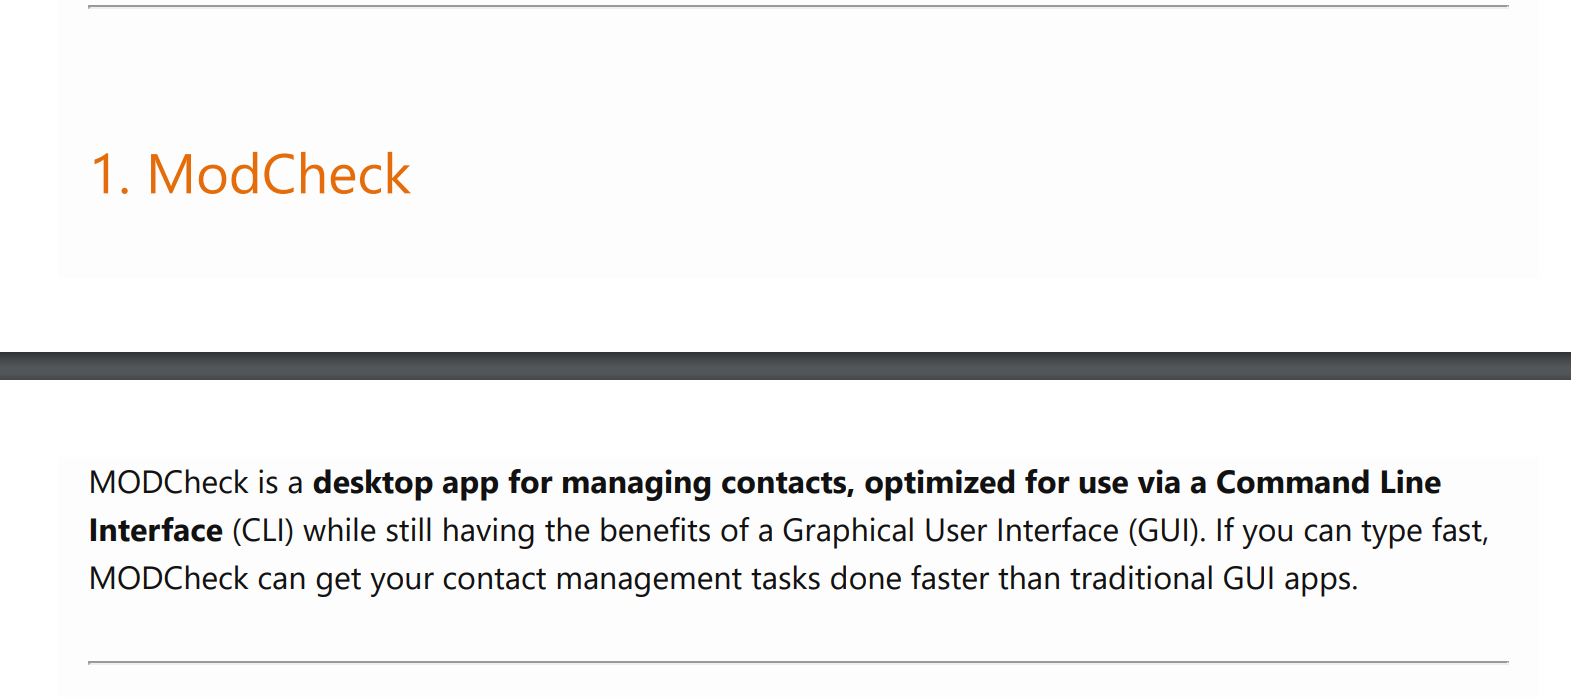 1. ModCheck
MODCheck is a desktop app for managing contacts, optimized for use via a Command Line
Interface (CLI) while still having the benefits of a Graphical User Interface (GUI). If you can type fast,
MODCheck can get your contact management tasks done faster than traditional GUI apps.